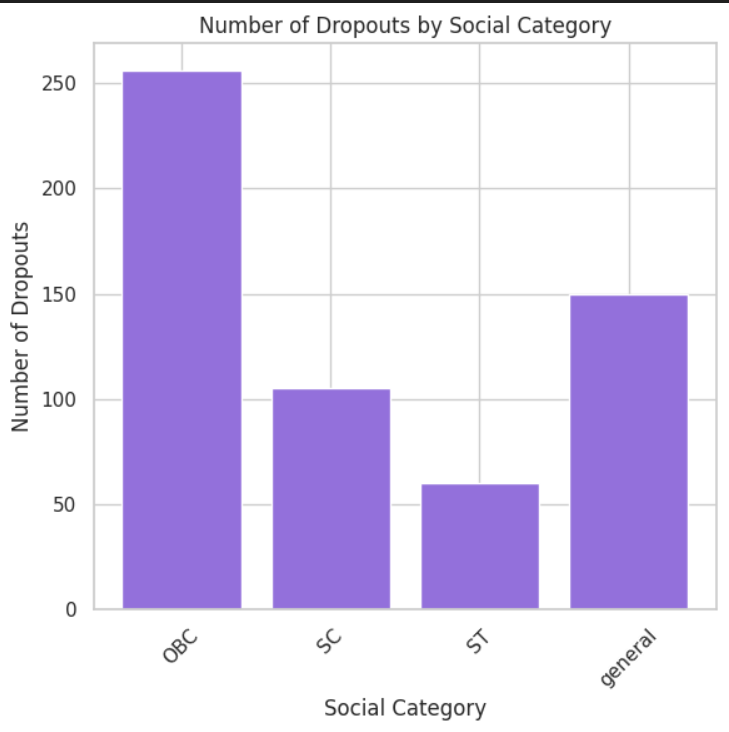 Number of Dropouts by Social Category
Number of Dropouts
250
200
150
100
50
0
OBC
SC
ST
general
Social Category